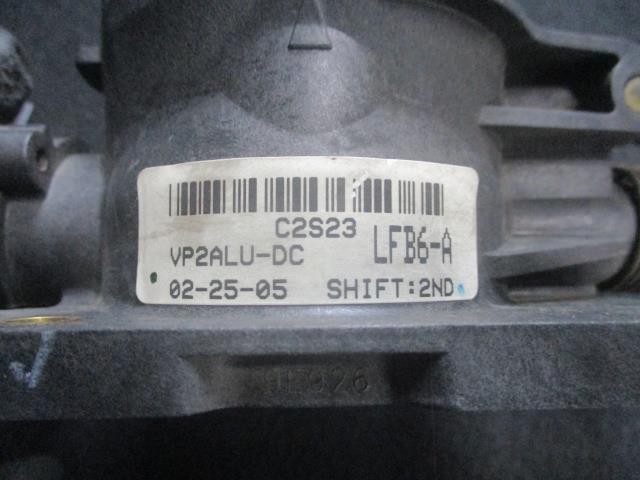 C2S23
VP2ALU-DC LFB6-A
02-25-05 SHIFT:2ND